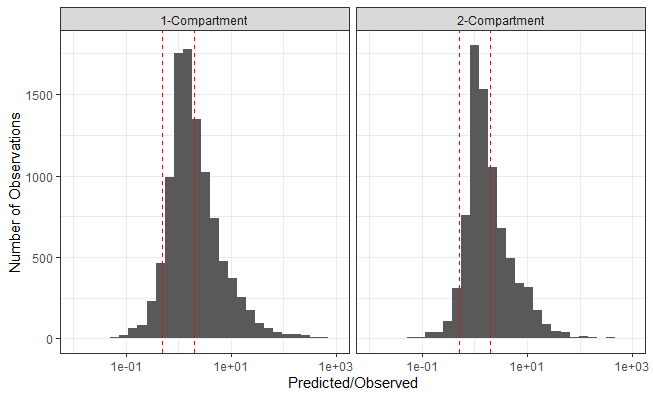 1-Compartment 2-Compartment
Number of Observations
1500
1000
500
0
1e-01 1e+01 1e+03 1e-01 1e+01 1e+03
Predicted/Observed